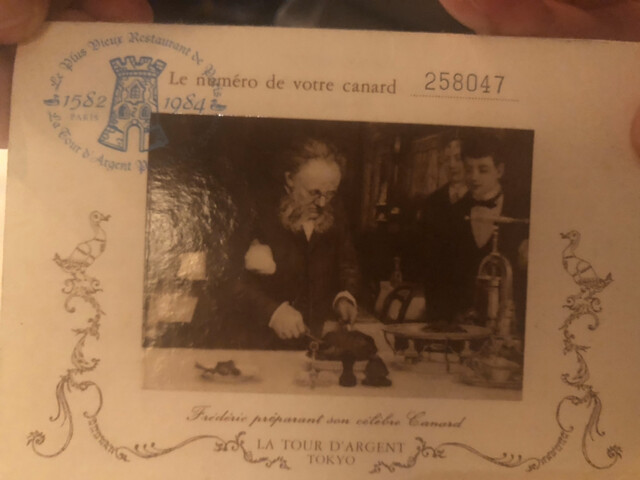 Le Plus Vieux Restaurant de
1582 1984
PARIS
La Tour d'Argent
Le numéro de votre canard 258047
Frédéric préparant son célèbre Canard
LA TOUR D'ARGENT
TOKYO